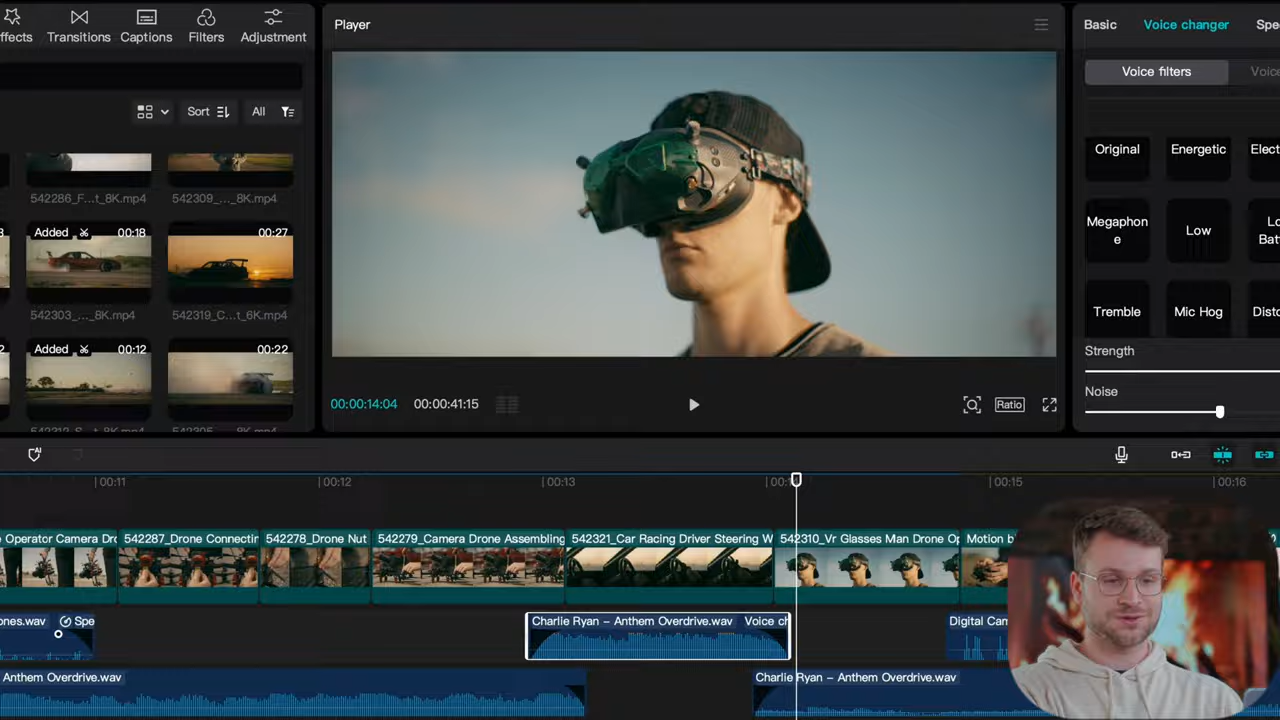 ffects
Transitions
Captions
Filters
Adjustment
Sort
All
542286_F...t_8K.mp4
542309_..._8K.mp4
Added
00:18
00:27
542303_..._8K.mp4
542319_C...t_6K.mp4
Added
00:12
00:22
Player
00:00:14:04
00:00:41:15
Ratio
Basic
Voice changer
Spe
Voice filters
Voic
Original
Energetic
Elect
Megaphon
e
Low
Lo
Bat
Tremble
Mic Hog
Disto
Strength
Noise
00:11
00:12
00:13
00:15
00:16
Operator Camera Dro
542287_Drone Connectin
542278_Drone Nut
542279_Camera Drone Assembling
542321_Car Racing Driver Steering W
542310_Vr Glasses Man Drone Op
Motion b
ones.wav
Spe
Charlie Ryan – Anthem Overdrive.wav
Voice ch
Digital Cam
Anthem Overdrive.wav
Charlie Ryan – Anthem Overdrive.wav